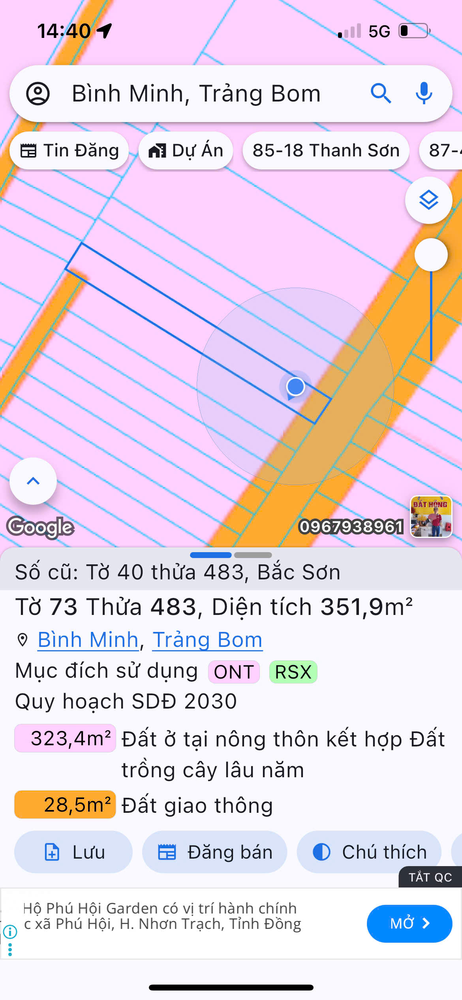 14:40
5G
Bình Minh, Trảng Bom
Tin Đăng
Dự Án
85-18 Thanh Sơn
87-4
ĐẤT HỒNG
0967938961
Google
Số cũ: Tờ 40 thửa 483, Bắc Sơn
Tờ 73 Thửa 483, Diện tích 351,9m²
Bình Minh, Trảng Bom
Mục đích sử dụng ONT RSX
Quy hoạch SDĐ 2030
323,4m² Đất ở tại nông thôn kết hợp Đất
trồng cây lâu năm
28,5m² Đất giao thông
Lưu
Đăng bán
Chú thích
TẮT QC
Hộ Phú Hội Garden có vị trí hành chính
c xã Phú Hội, H. Nhơn Trạch, Tỉnh Đồng
MỞ